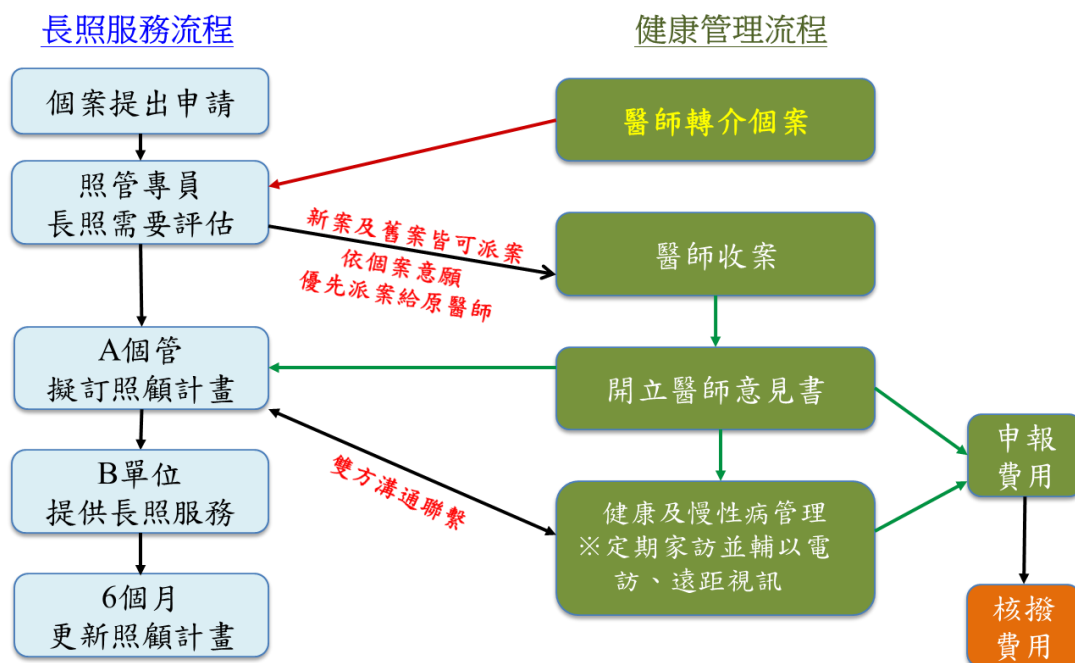 長照服務流程
健康管理流程
個案提出申請
醫師轉介個案
照管專員
長照需要評估
新案及舊案皆可派案
依個案意願
優先派案給原醫師
醫師收案
A個管
擬訂照顧計畫
開立醫師意見書
申報
費用
B單位
提供長照服務
雙方溝通聯繫
健康及慢性病管理
※定期家訪並輔以電
訪、遠距視訊
6個月
更新照顧計畫
核撥
費用